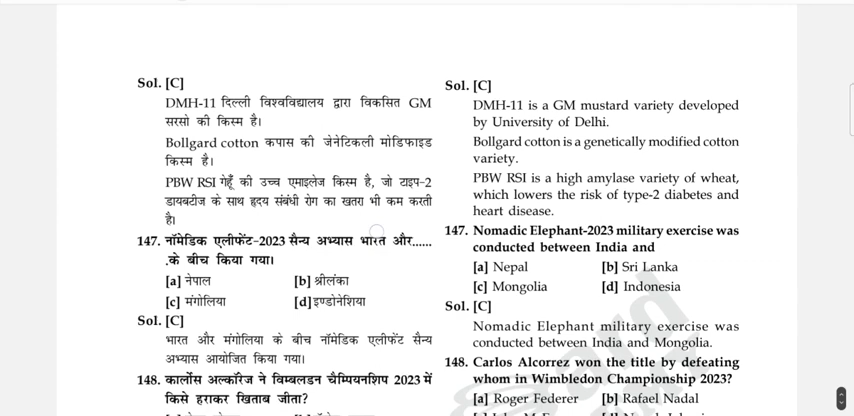 Sol. [C]
DMH-11 दिल्ली विश्वविद्यालय द्वारा विकसित GM
सरसो की किस्म है।
Bollgard cotton कपास की जेनेटिकली मोडिफाइड
किस्म है।
PBW RSI गेहूँ की उच्च एमाइलेज किस्म है, जो टाइप-2
डायबटीज के साथ हृदय संबंधी रोग का खतरा भी कम करती
है।
147. नॉमेडिक एलीफेंट-2023 सैन्य अभ्यास भारत और......
.के बीच किया गया।
[a] नेपाल [b] श्रीलंका
[c] मंगोलिया [d] इण्डोनेशिया
Sol. [C]
भारत और मंगोलिया के बीच नॉमेडिक एलीफेंट सैन्य
अभ्यास आयोजित किया गया।
148. कार्लोस अल्कॉरेज ने विम्बलडन चैम्पियनशिप 2023 में
किसे हराकर खिताब जीता?
Sol. [C]
DMH-11 is a GM mustard variety developed
by University of Delhi.
Bollgard cotton is a genetically modified cotton
variety.
PBW RSI is a high amylase variety of wheat,
which lowers the risk of type-2 diabetes and
heart disease.
147. Nomadic Elephant-2023 military exercise was
conducted between India and
[a] Nepal [b] Sri Lanka
[c] Mongolia [d] Indonesia
Sol. [C]
Nomadic Elephant military exercise was
conducted between India and Mongolia.
148. Carlos Alcorrez won the title by defeating
whom in Wimbledon Championship 2023?
[a] Roger Federer [b] Rafael Nadal